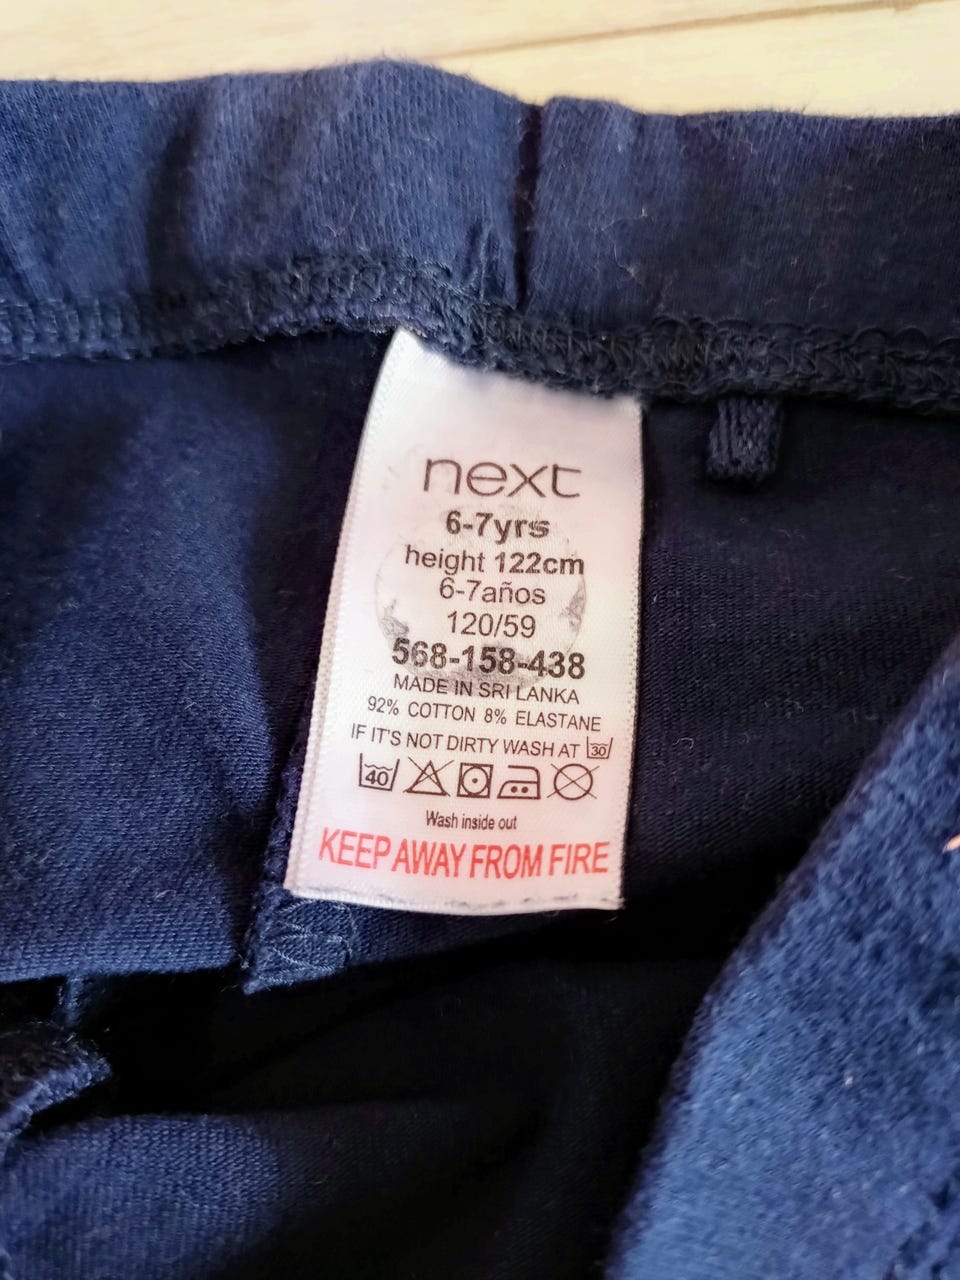 next
6-7yrs
height 122cm
6-7años
120/59
568-158-438
MADE IN SRI LANKA
92% COTTON 8% ELASTANE
IF IT'S NOT DIRTY WASH AT 30
40
Wash inside out
KEEP AWAY FROM FIRE